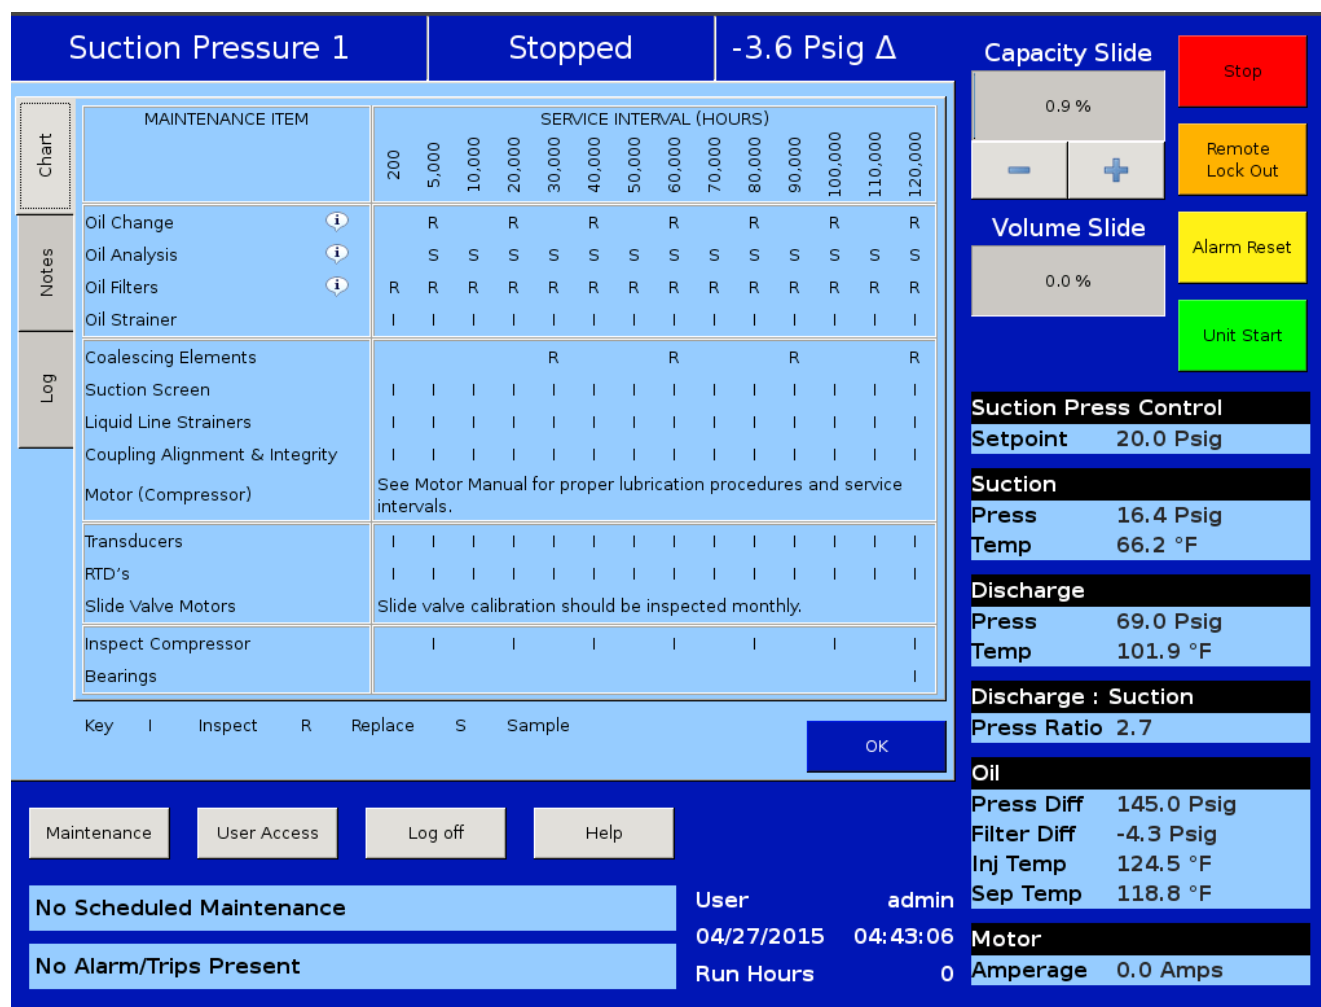 Suction Pressure 1 Stopped -3.6 Psig Δ
Chart
Notes
Log
MAINTENANCE ITEM SERVICE INTERVAL (HOURS)
200 5,000 10,000 20,000 30,000 40,000 50,000 60,000 70,000 80,000 90,000 100,000 110,000 120,000
Oil Change i R R R R R R R
Oil Analysis i S S S S S S S S S S S S S
Oil Filters i R R R R R R R R R R R R R R
Oil Strainer I I I I I I I I I I I I I I
Coalescing Elements R R R R
Suction Screen I I I I I I I I I I I I I I
Liquid Line Strainers I I I I I I I I I I I I I I
Coupling Alignment & Integrity I I I I I I I I I I I I I I
Motor (Compressor) See Motor Manual for proper lubrication procedures and service
intervals.
Transducers I I I I I I I I I I I I I I
RTD's I I I I I I I I I I I I I I
Slide Valve Motors Slide valve calibration should be inspected monthly.
Inspect Compressor I I I I I I I
Bearings I
Key I Inspect R Replace S Sample
OK
Maintenance User Access Log off Help
No Scheduled Maintenance
No Alarm/Trips Present
User admin
04/27/2015 04:43:06
Run Hours 0
Capacity Slide
0.9 %
Volume Slide
0.0 %
Stop
Remote
Lock Out
Alarm Reset
Unit Start
Suction Press Control
Setpoint 20.0 Psig
Suction
Press 16.4 Psig
Temp 66.2 °F
Discharge
Press 69.0 Psig
Temp 101.9 °F
Discharge : Suction
Press Ratio 2.7
Oil
Press Diff 145.0 Psig
Filter Diff -4.3 Psig
Inj Temp 124.5 °F
Sep Temp 118.8 °F
Motor
Amperage 0.0 Amps